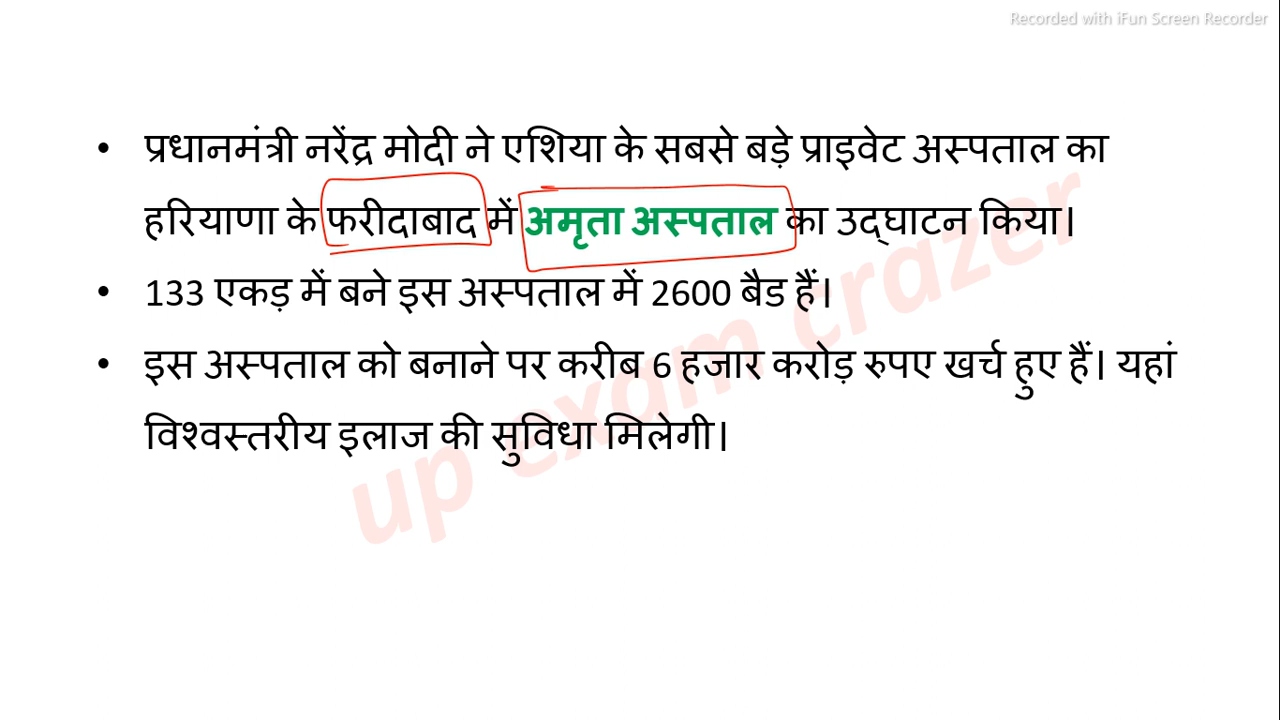 Recorded with iFun Screen Recorder
• प्रधानमंत्री नरेंद्र मोदी ने एशिया के सबसे बड़े प्राइवेट अस्पताल का
हरियाणा के फरीदाबाद में अमृता अस्पताल का उद्घाटन किया।
• 133 एकड़ में बने इस अस्पताल में 2600 बैड हैं।
• इस अस्पताल को बनाने पर करीब 6 हजार करोड़ रुपए खर्च हुए हैं। यहां
विश्वस्तरीय इलाज की सुविधा मिलेगी।
up exam crazer